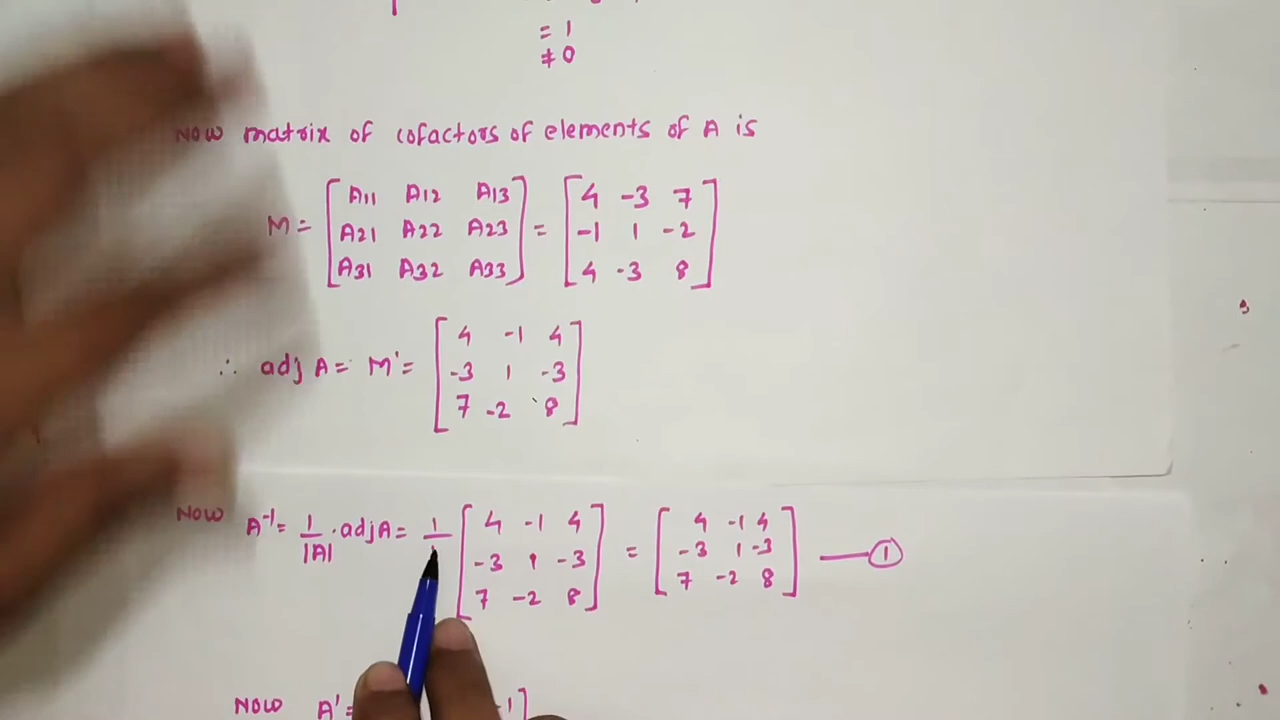 = 1
≠ 0
Now matrix of cofactors of elements of A is
M = [A11 A12 A13 = [4 -3 7
A21 A22 A23 -1 1 -2
A31 A32 A33] 4 -3 8]
∴ adj A = M' = [4 -1 4
-3 1 -3
7 -2 8]
Now A⁻¹ = 1/|A| · adj A = 1/1 [4 -1 4 = [4 -1 4
-3 1 -3 -3 1 -3
7 -2 8] 7 -2 8] — ①
Now A' =